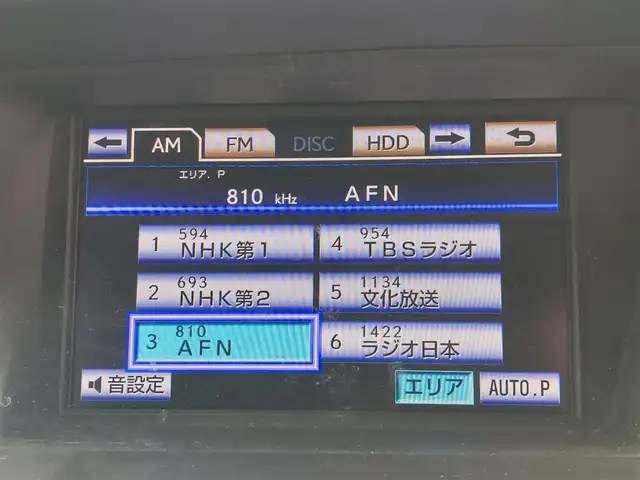 AM FM DISC HDD
エリア. P
810 kHz AFN
594
1 NHK第1
954
4 TBSラジオ
693
2 NHK第2
1134
5 文化放送
810
3 AFN
1422
6 ラジオ日本
音設定 エリア AUTO.P